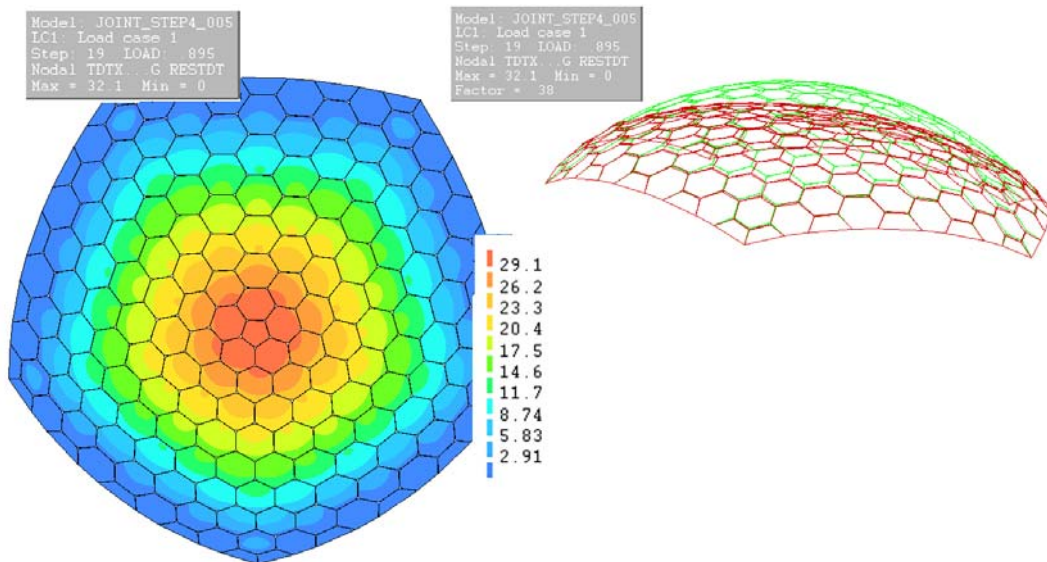 Model: JOINT_STEP4_005
LC1: Load case 1
Step: 19 LOAD: .895
Nodal TDTX...G RESTDT
Max = 32.1 Min = 0
Model: JOINT_STEP4_005
LC1: Load case 1
Step: 19 LOAD: .895
Nodal TDTX...G RESTDT
Max = 32.1 Min = 0
Factor = 38
29.1
26.2
23.3
20.4
17.5
14.6
11.7
8.74
5.83
2.91